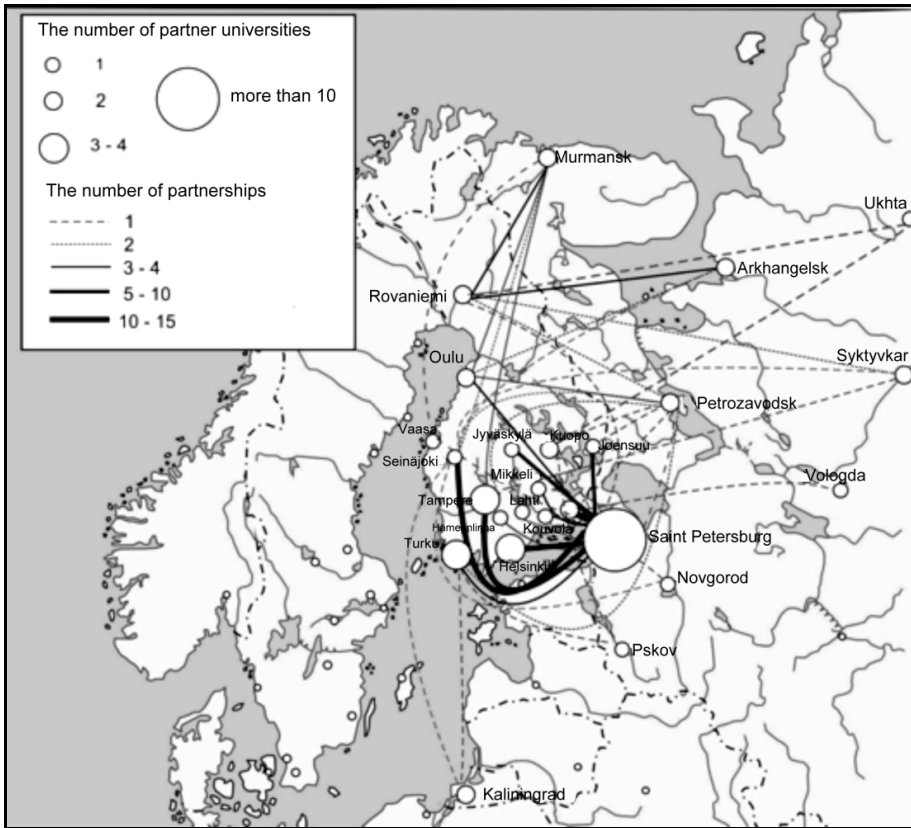 The number of partner universities
1
2
more than 10
3 - 4
The number of partnerships
1
2
3 - 4
5 - 10
10 - 15
Murmansk
Ukhta
Arkhangelsk
Rovaniemi
Oulu
Syktyvkar
Petrozavodsk
Vaasa
Jyväskylä
Kuopo
Joensuu
Seinäjoki
Mikkeli
Vologda
Tampere
Lahti
Hämeenlinna
Kouvola
Turku
Saint Petersburg
Helsinki
Novgorod
Pskov
Kaliningrad